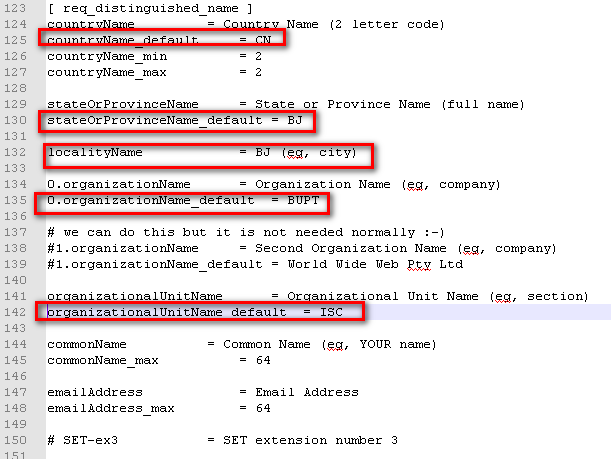 123 [ req_distinguished_name ]
124 countryName = Country Name (2 letter code)
125 countryName_default = CN
126 countryName_min = 2
127 countryName_max = 2
128
129 stateOrProvinceName = State or Province Name (full name)
130 stateOrProvinceName_default = BJ
131
132 localityName = BJ (eg, city)
133
134 0.organizationName = Organization Name (eg, company)
135 0.organizationName_default = BUPT
136
137 # we can do this but it is not needed normally :-)
138 #1.organizationName = Second Organization Name (eg, company)
139 #1.organizationName_default = World Wide Web Pty Ltd
140
141 organizationalUnitName = Organizational Unit Name (eg, section)
142 organizationalUnitName_default = ISC
143
144 commonName = Common Name (eg, YOUR name)
145 commonName_max = 64
146
147 emailAddress = Email Address
148 emailAddress_max = 64
149
150 # SET-ex3 = SET extension number 3